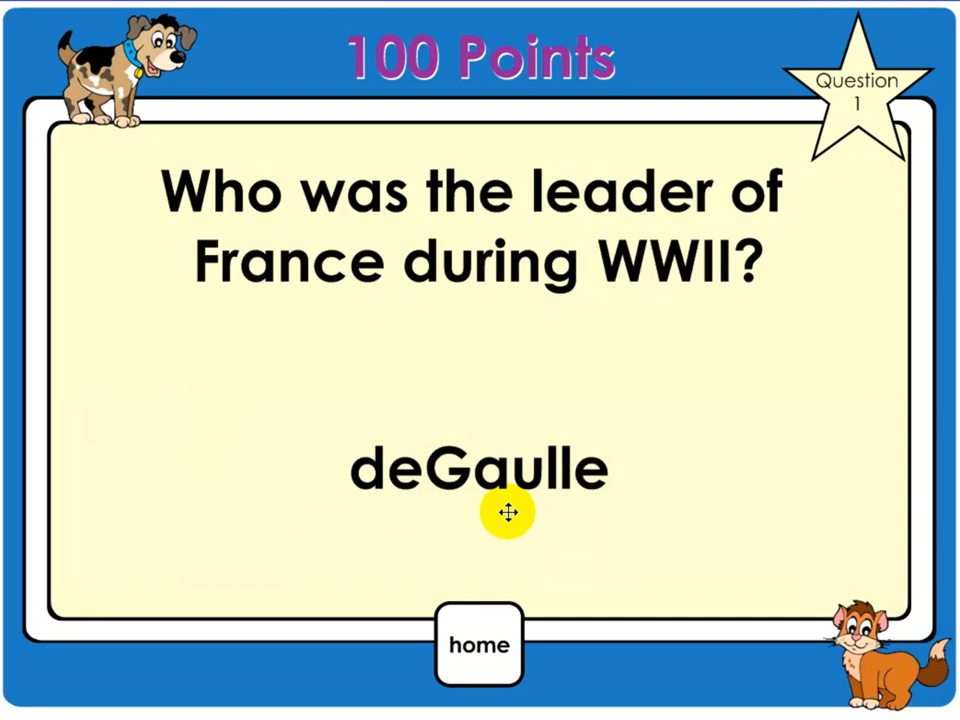 100 Points
Question
1
Who was the leader of
France during WWII?
deGaulle
home